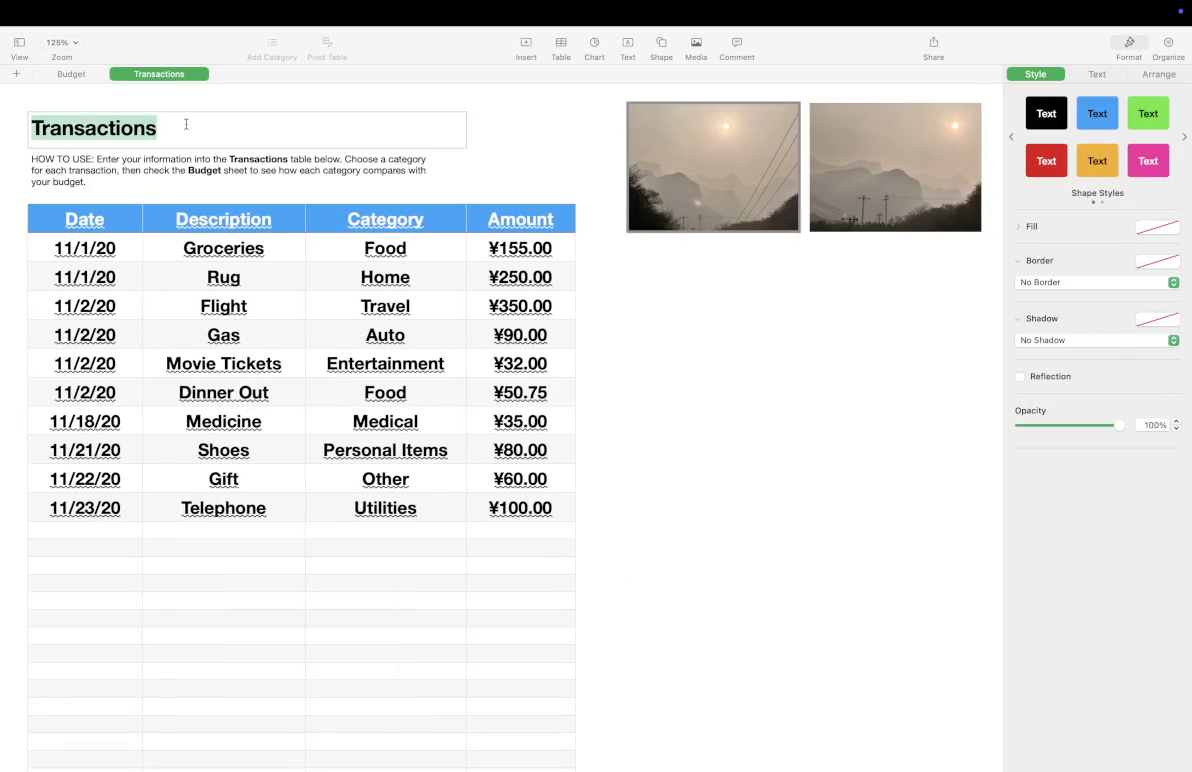 125%
View Zoom Add Category Pivot Table Insert Table Chart Text Shape Media Comment Share Format Organize
Budget Transactions Style Text Arrange
Transactions
HOW TO USE: Enter your information into the Transactions table below. Choose a category
for each transaction, then check the Budget sheet to see how each category compares with
your budget.
Date Description Category Amount
11/1/20 Groceries Food ¥155.00
11/1/20 Rug Home ¥250.00
11/2/20 Flight Travel ¥350.00
11/2/20 Gas Auto ¥90.00
11/2/20 Movie Tickets Entertainment ¥32.00
11/2/20 Dinner Out Food ¥50.75
11/18/20 Medicine Medical ¥35.00
11/21/20 Shoes Personal Items ¥80.00
11/22/20 Gift Other ¥60.00
11/23/20 Telephone Utilities ¥100.00
Text Text Text
Text Text Text
Shape Styles
Fill
Border
No Border
Shadow
No Shadow
Reflection
Opacity
100%